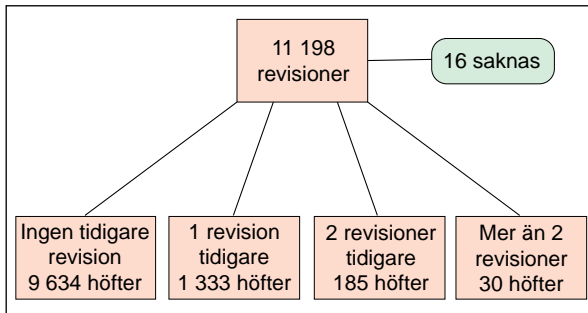 11 198
revisioner
16 saknas
Ingen tidigare
revision
9 634 höfter
1 revision
tidigare
1 333 höfter
2 revisioner
tidigare
185 höfter
Mer än 2
revisioner
30 höfter